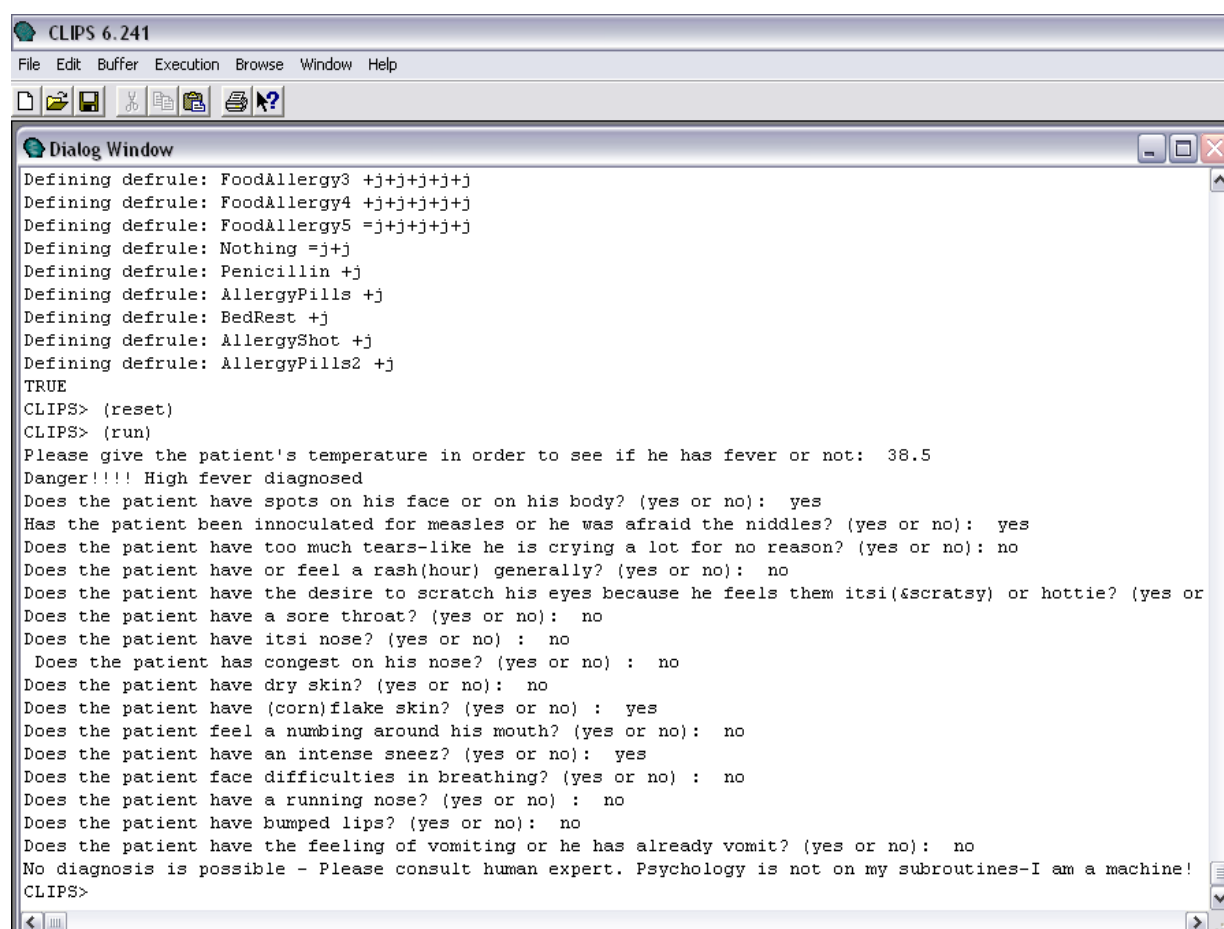 CLIPS 6.241
File Edit Buffer Execution Browse Window Help
Dialog Window
Defining defrule: FoodAllergy3 +j+j+j+j+j
Defining defrule: FoodAllergy4 +j+j+j+j+j
Defining defrule: FoodAllergy5 =j+j+j+j+j
Defining defrule: Nothing =j+j
Defining defrule: Penicillin +j
Defining defrule: AllergyPills +j
Defining defrule: BedRest +j
Defining defrule: AllergyShot +j
Defining defrule: AllergyPills2 +j
TRUE
CLIPS> (reset)
CLIPS> (run)
Please give the patient's temperature in order to see if he has fever or not:  38.5
Danger!!!! High fever diagnosed
Does the patient have spots on his face or on his body? (yes or no):  yes
Has the patient been innoculated for measles or he was afraid the niddles? (yes or no):  yes
Does the patient have too much tears-like he is crying a lot for no reason? (yes or no): no
Does the patient have or feel a rash(hour) generally? (yes or no):  no
Does the patient have the desire to scratch his eyes because he feels them itsi(&scratsy) or hottie? (yes or
Does the patient have a sore throat? (yes or no):  no
Does the patient have itsi nose? (yes or no) :  no
 Does the patient has congest on his nose? (yes or no) :  no
Does the patient have dry skin? (yes or no):  no
Does the patient have (corn)flake skin? (yes or no) :  yes
Does the patient feel a numbing around his mouth? (yes or no):  no
Does the patient have an intense sneez? (yes or no):  yes
Does the patient face difficulties in breathing? (yes or no) :  no
Does the patient have a running nose? (yes or no) :  no
Does the patient have bumped lips? (yes or no):  no
Does the patient have the feeling of vomiting or he has already vomit? (yes or no):  no
No diagnosis is possible - Please consult human expert. Psychology is not on my subroutines-I am a machine!
CLIPS>